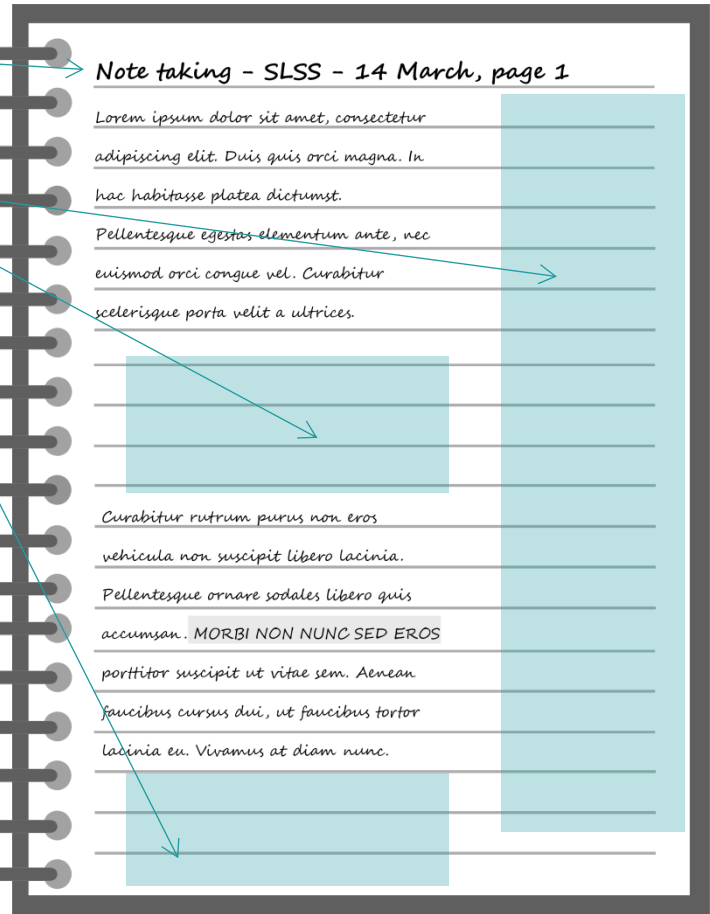 Note taking - SLSS - 14 March, page 1
Lorem ipsum dolor sit amet, consectetur
adipiscing elit. Duis quis orci magna. In
hac habitasse platea dictumst.
Pellentesque egestas elementum ante, nec
euismod orci congue vel. Curabitur
scelerisque porta velit a ultrices.
Curabitur rutrum purus non eros
vehicula non suscipit libero lacinia.
Pellentesque ornare sodales libero quis
accumsan. MORBI NON NUNC SED EROS
porttitor suscipit ut vitae sem. Aenean
faucibus cursus dui, ut faucibus tortor
lacinia eu. Vivamus at diam nunc.